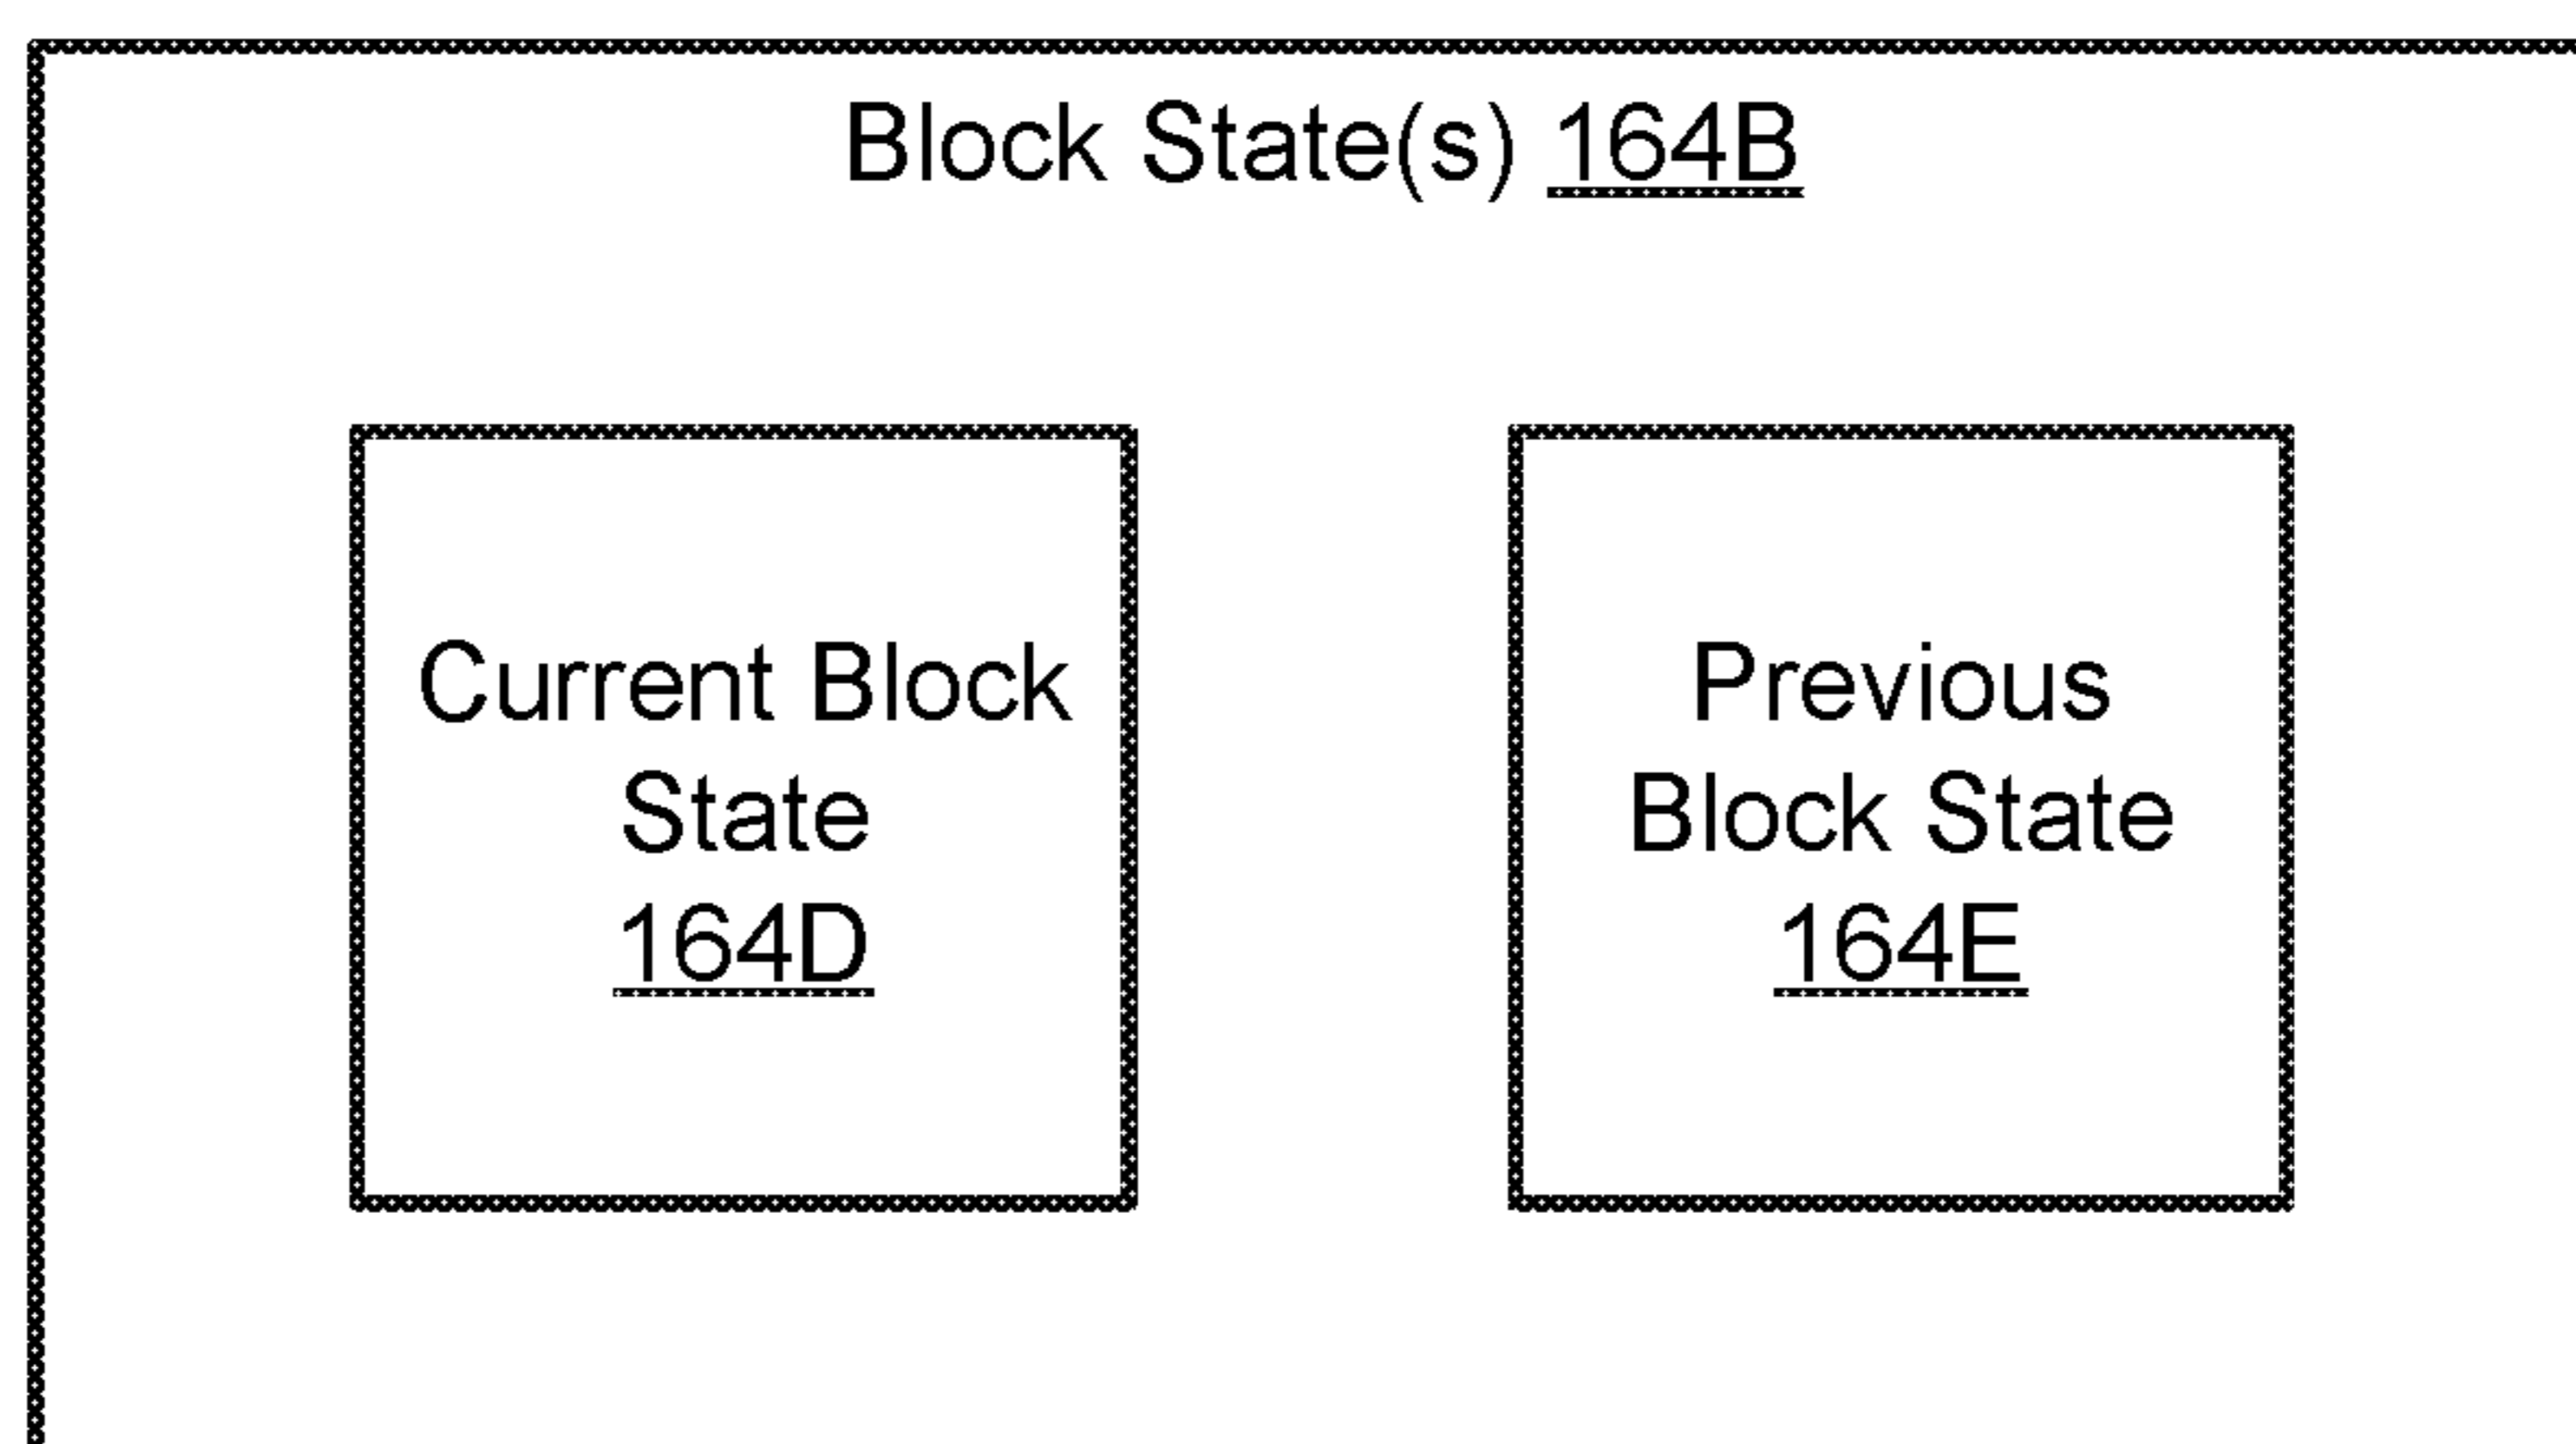 Block State(s) 164B
Current Block
State
164D
Previous
Block State
164E